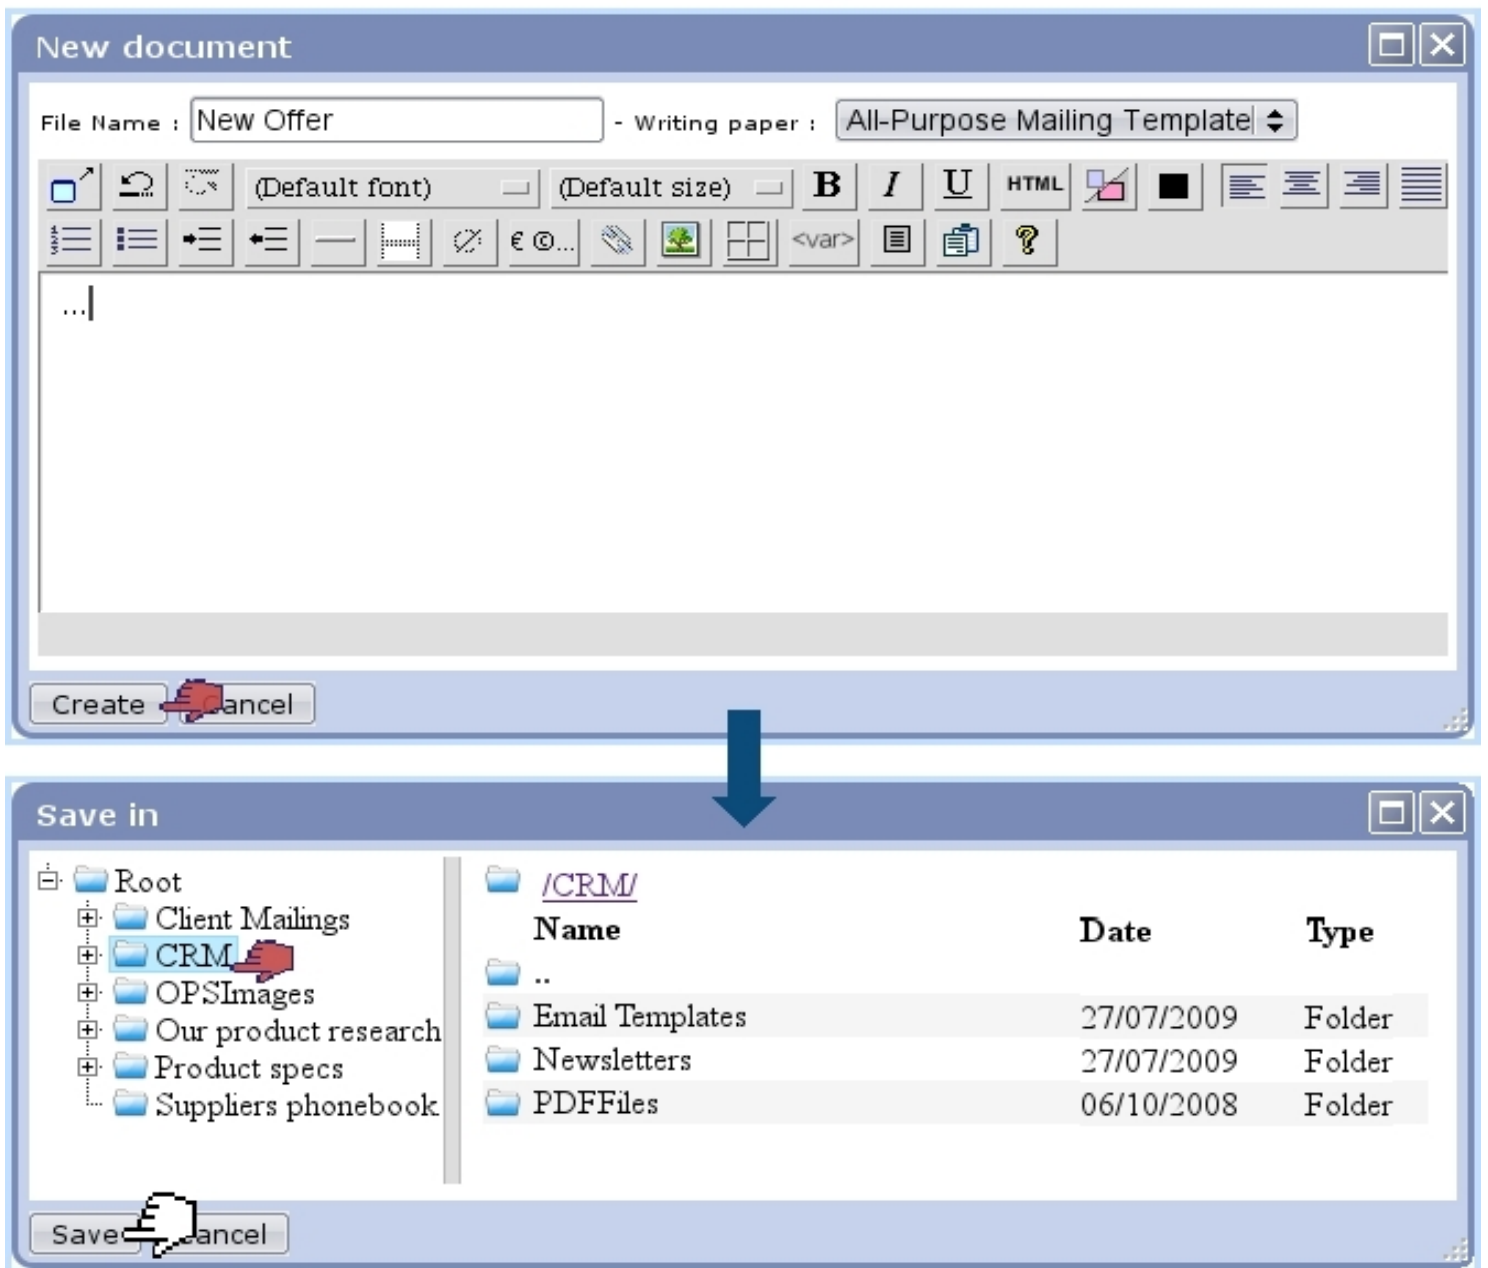 New document
File Name : New Offer - Writing paper : All-Purpose Mailing Template
(Default font) (Default size) B I U HTML
€ ©... <var> ?
...
Create Cancel
Save in
Root
Client Mailings
CRM
OPSImages
Our product research
Product specs
Suppliers phonebook
/CRM/
Name Date Type
..
Email Templates 27/07/2009 Folder
Newsletters 27/07/2009 Folder
PDFFiles 06/10/2008 Folder
Save Cancel